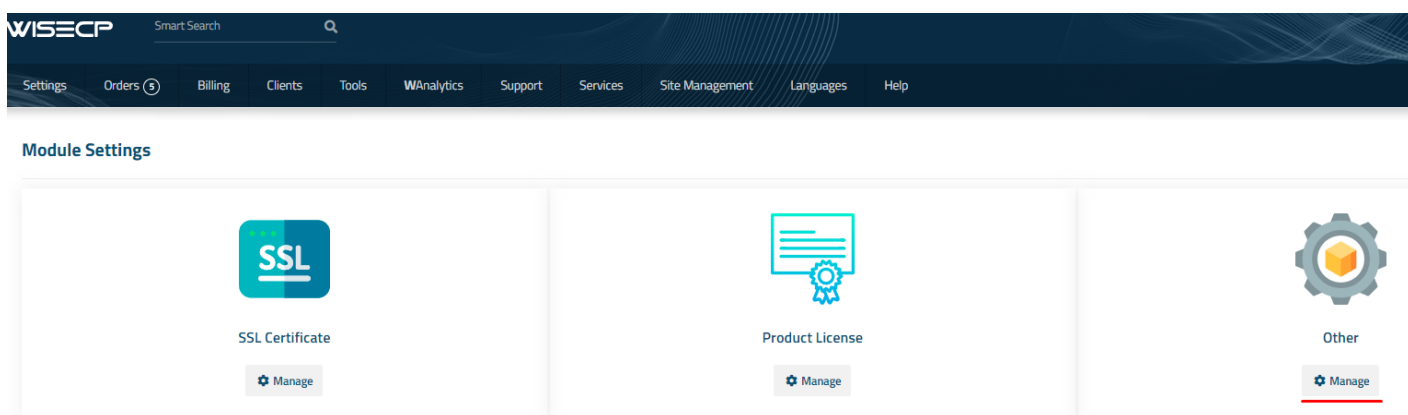 WISECP Smart Search
Settings Orders 5 Billing Clients Tools WAnalytics Support Services Site Management Languages Help
Module Settings
SSL
SSL Certificate Product License Other
Manage Manage Manage